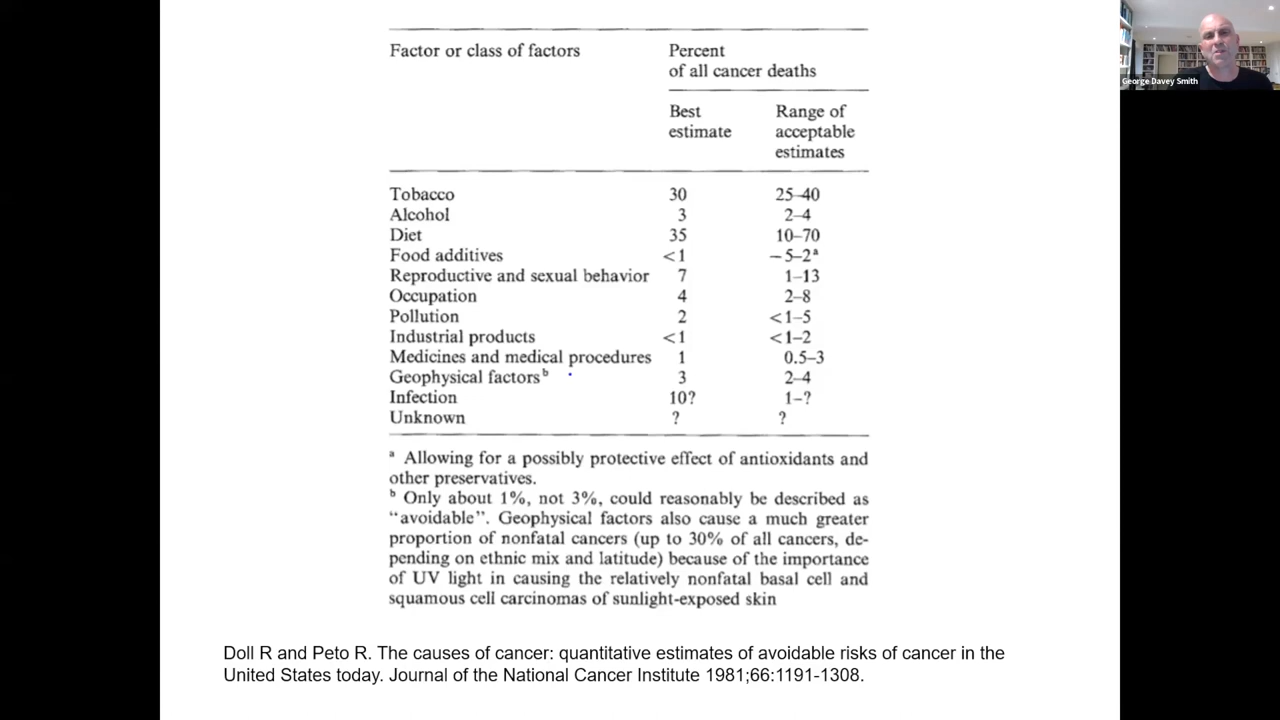 Factor or class of factors Percent
of all cancer deaths
Best Range of
estimate acceptable
estimates
Tobacco 30 25–40
Alcohol 3 2–4
Diet 35 10–70
Food additives <1 –5–2ᵃ
Reproductive and sexual behavior 7 1–13
Occupation 4 2–8
Pollution 2 <1–5
Industrial products <1 <1–2
Medicines and medical procedures 1 0.5–3
Geophysical factorsᵇ 3 2–4
Infection 10? 1–?
Unknown ? ?
ᵃ Allowing for a possibly protective effect of antioxidants and
other preservatives.
ᵇ Only about 1%, not 3%, could reasonably be described as
“avoidable”. Geophysical factors also cause a much greater
proportion of nonfatal cancers (up to 30% of all cancers, de-
pending on ethnic mix and latitude) because of the importance
of UV light in causing the relatively nonfatal basal cell and
squamous cell carcinomas of sunlight-exposed skin
Doll R and Peto R. The causes of cancer: quantitative estimates of avoidable risks of cancer in the
United States today. Journal of the National Cancer Institute 1981;66:1191-1308.
George Davey Smith